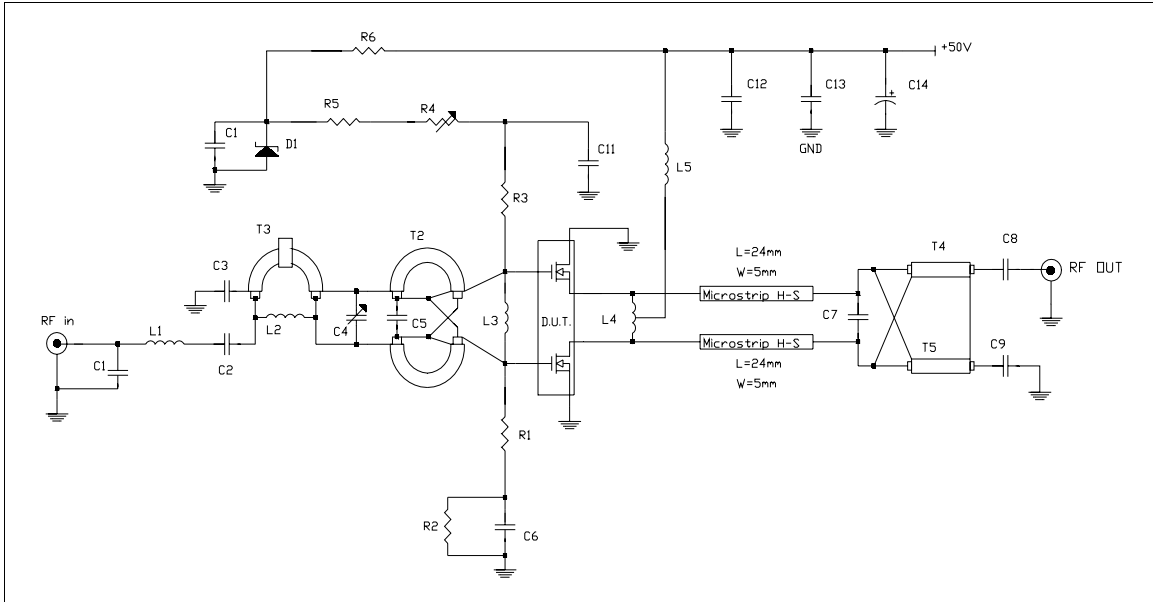 R6
+50V
C12
C13
C14
R5
R4
C1
D1
C11
GND
L5
R3
T3
T2
L=24mm
W=5mm
T4
C8
RF OUT
C3
Microstrip H-S
RF in
L2
C4
C5
L3
D.U.T.
L4
C7
L1
Microstrip H-S
T5
C9
C1
C2
L=24mm
W=5mm
R1
R2
C6